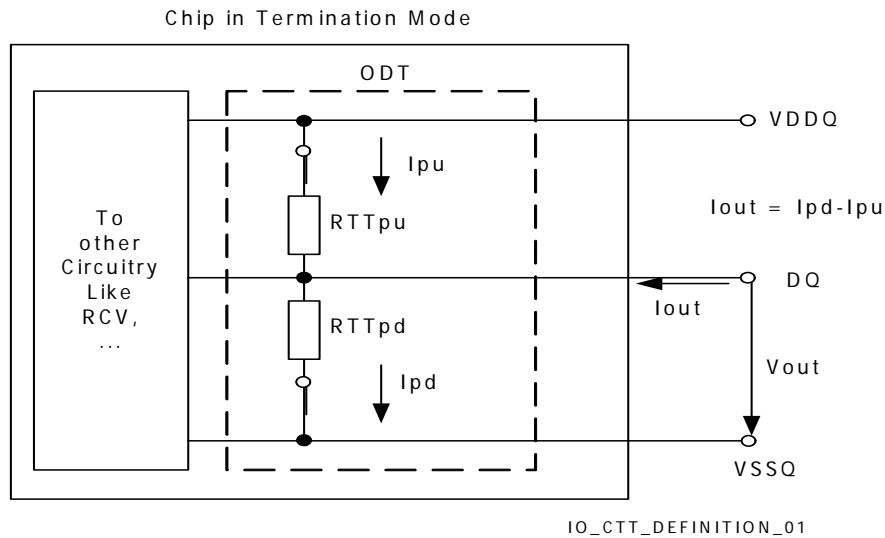 Chip in Termination Mode
ODT
VDDQ
Ipu
Iout = Ipd-Ipu
To
other
Circuitry
Like
RCV,
...
RTTpu
DQ
Iout
RTTpd
Vout
Ipd
VSSQ
IO_CTT_DEFINITION_01